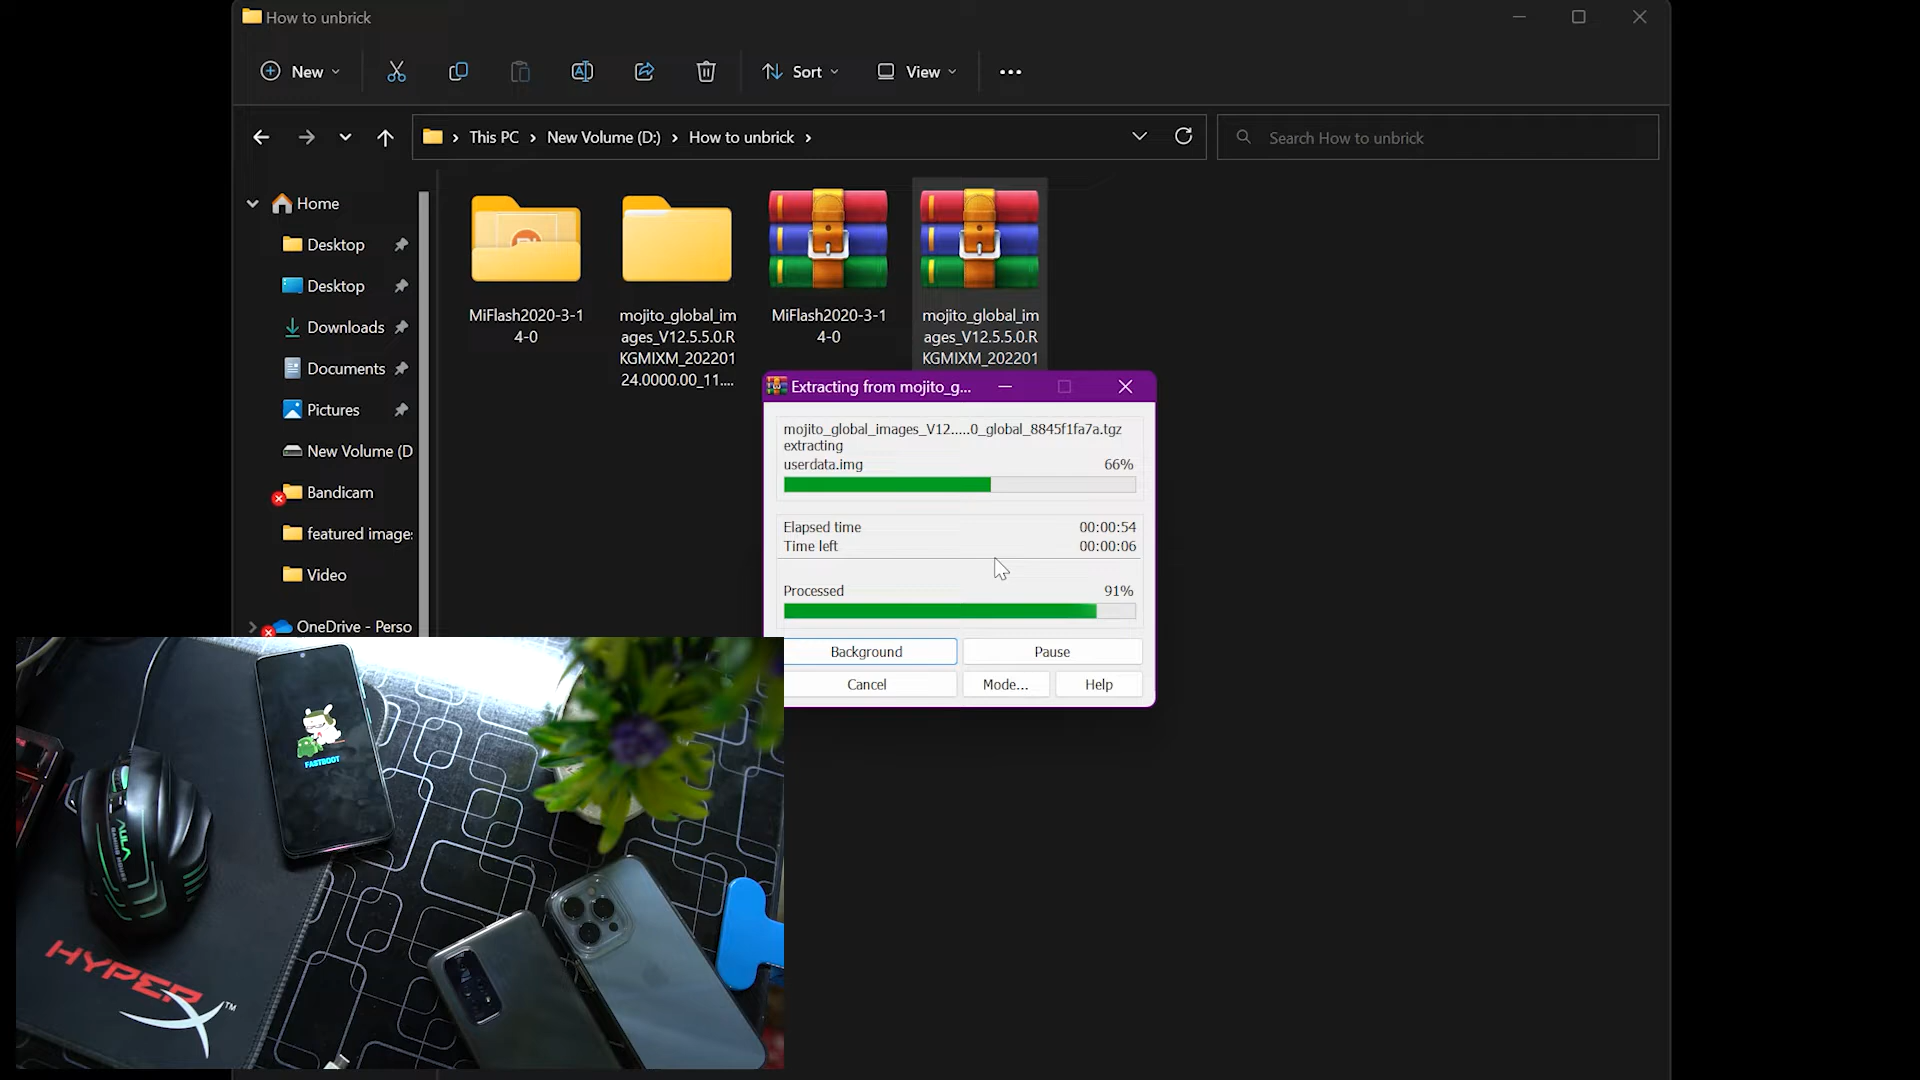 How to unbrick
New
Sort
View
This PC
New Volume (D:)
How to unbrick
Search How to unbrick
Home
Desktop
Desktop
Downloads
Documents
Pictures
New Volume (D
Bandicam
featured image:
Video
OneDrive - Perso
MiFlash2020-3-1
4-0
mojito_global_im
ages_V12.5.5.0.R
KGMIXM_202201
24.0000.00_11....
MiFlash2020-3-1
4-0
mojito_global_im
ages_V12.5.5.0.R
KGMIXM_202201
Extracting from mojito_g...
mojito_global_images_V12.....0_global_8845f1fa7a.tgz
extracting
userdata.img 66%
Elapsed time 00:00:54
Time left 00:00:06
Processed 91%
Background
Pause
Cancel
Mode...
Help
FASTBOOT
AULA
GAMING MOUSE
HYPERX™